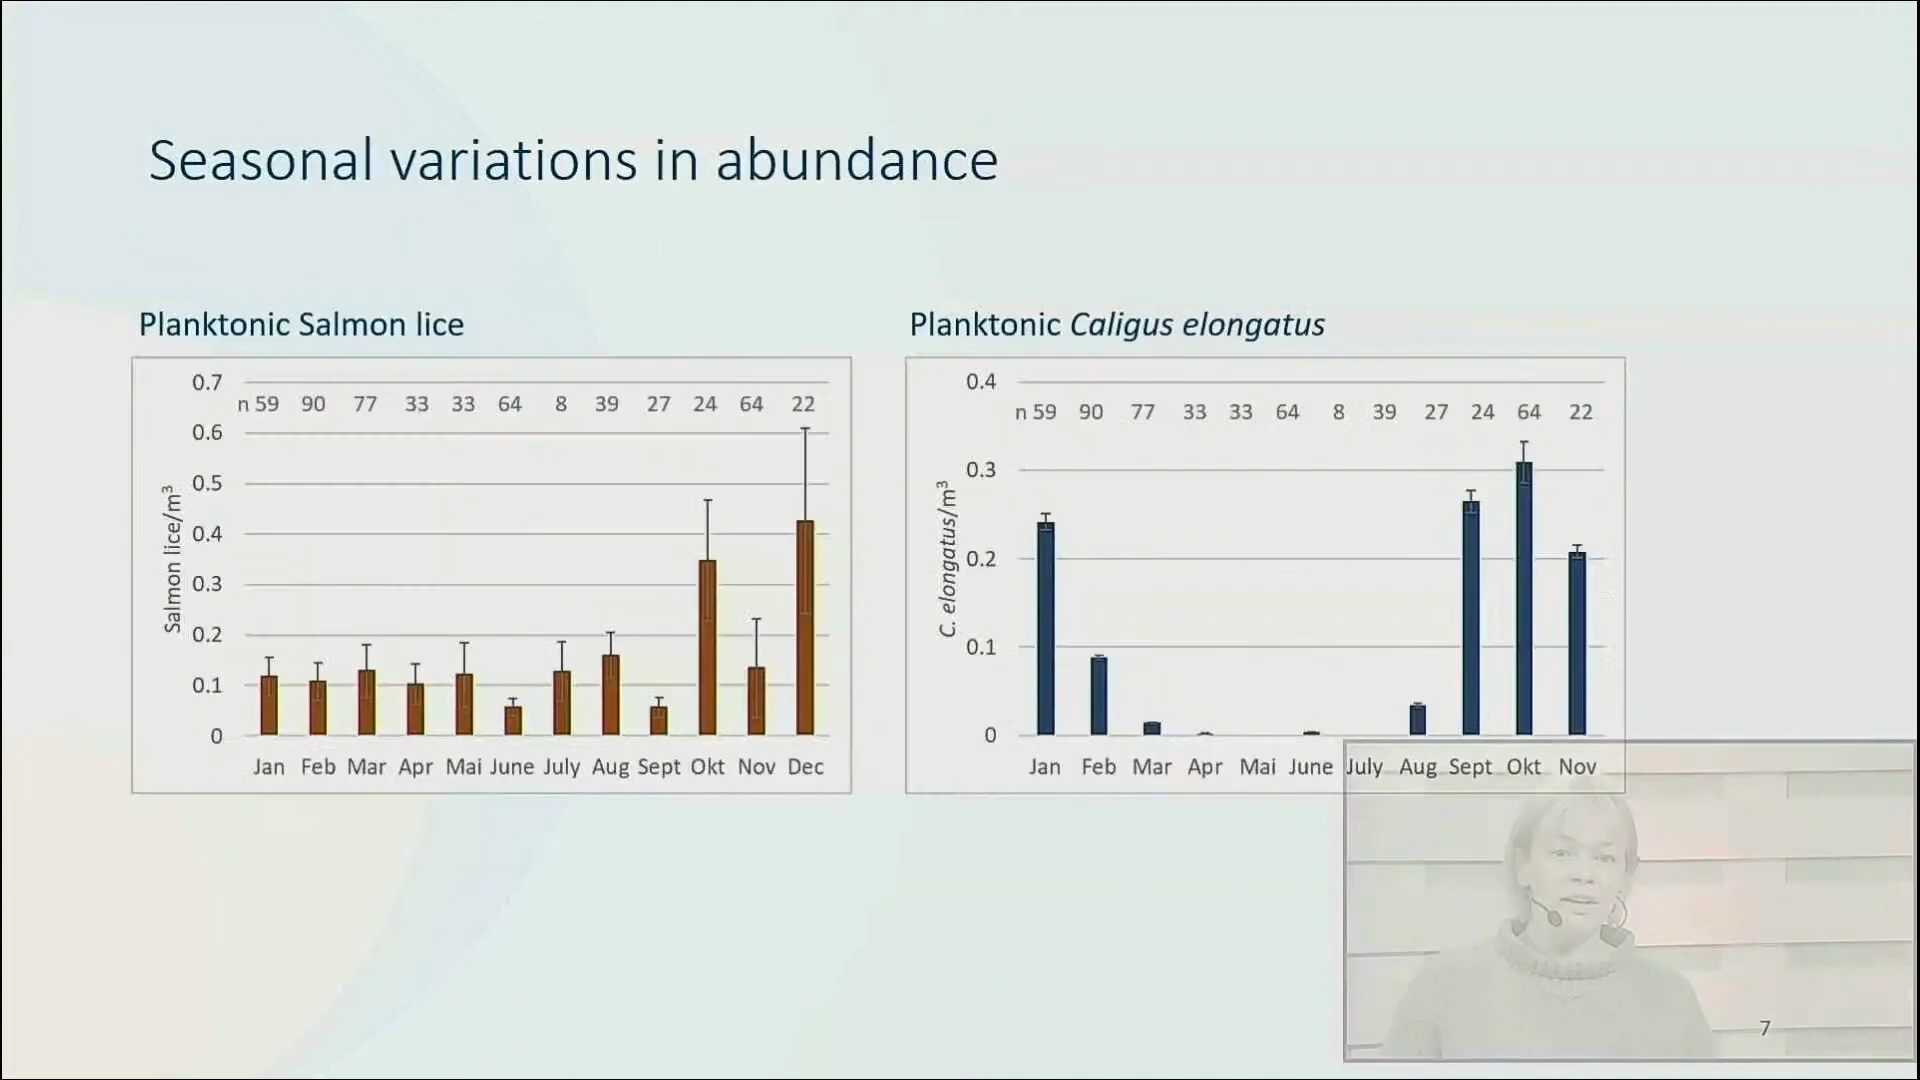 Seasonal variations in abundance
Planktonic Salmon lice
0.7
n 59 90 77 33 33 64 8 39 27 24 64 22
0.6
0.5
0.4
0.3
0.2
0.1
0
Salmon lice/m³
Jan Feb Mar Apr Mai June July Aug Sept Okt Nov Dec
Planktonic Caligus elongatus
0.4
n 59 90 77 33 33 64 8 39 27 24 64 22
0.3
0.2
0.1
0
C. elongatus/m³
Jan Feb Mar Apr Mai June July Aug Sept Okt Nov
7